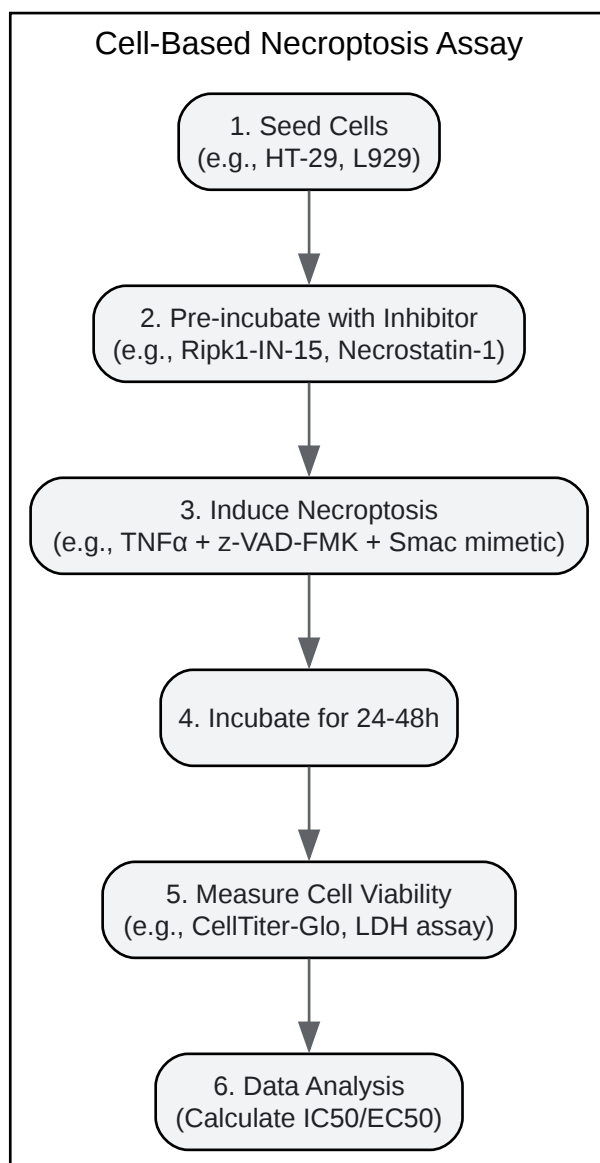 Cell-Based Necroptosis Assay
1. Seed Cells
(e.g., HT-29, L929)
2. Pre-incubate with Inhibitor
(e.g., Ripk1-IN-15, Necrostatin-1)
3. Induce Necroptosis
(e.g., TNFα + z-VAD-FMK + Smac mimetic)
4. Incubate for 24-48h
5. Measure Cell Viability
(e.g., CellTiter-Glo, LDH assay)
6. Data Analysis
(Calculate IC50/EC50)